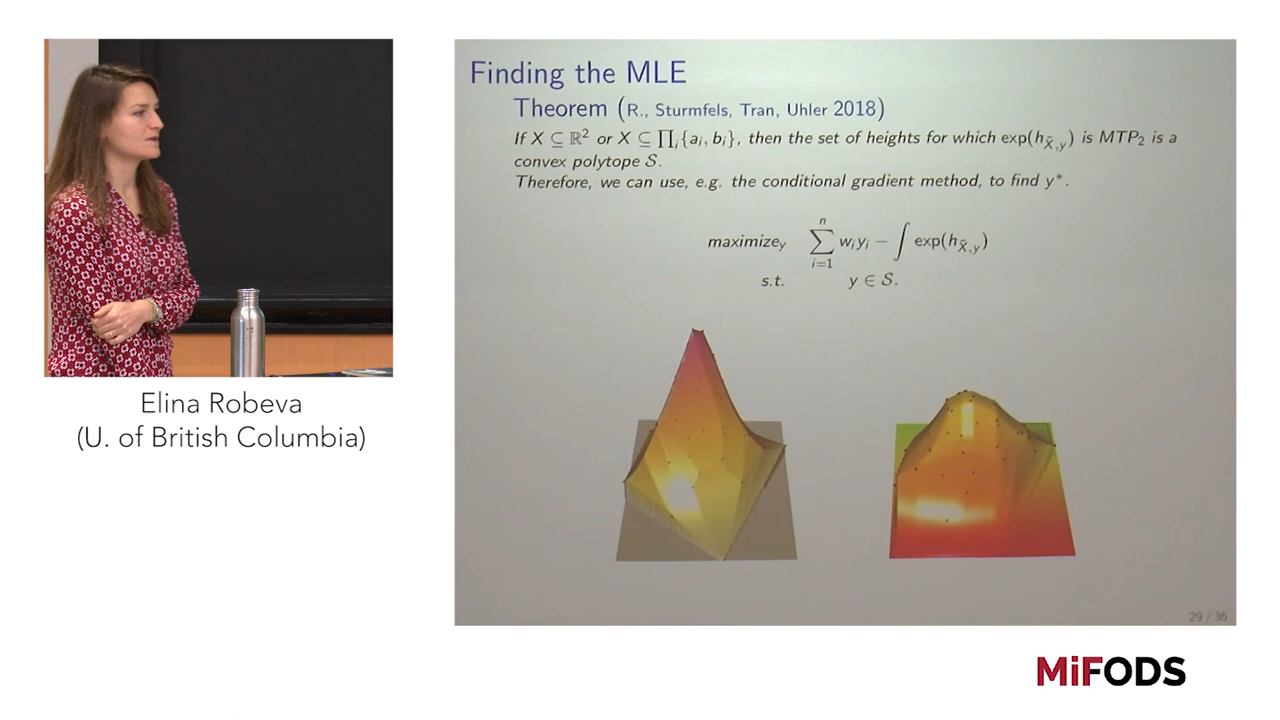 Finding the MLE
Theorem (R., Sturmfels, Tran, Uhler 2018)
If X ⊆ ℝ² or X ⊆ ∏ᵢ{aᵢ, bᵢ}, then the set of heights for which exp(h_{X̃,y}) is MTP₂ is a
convex polytope 𝒮.
Therefore, we can use, e.g. the conditional gradient method, to find y*.
maximize_y ∑_{i=1}^{n} wᵢyᵢ − ∫ exp(h_{X̃,y})
s.t. y ∈ 𝒮.
29 / 36
Elina Robeva
(U. of British Columbia)
MiFODS